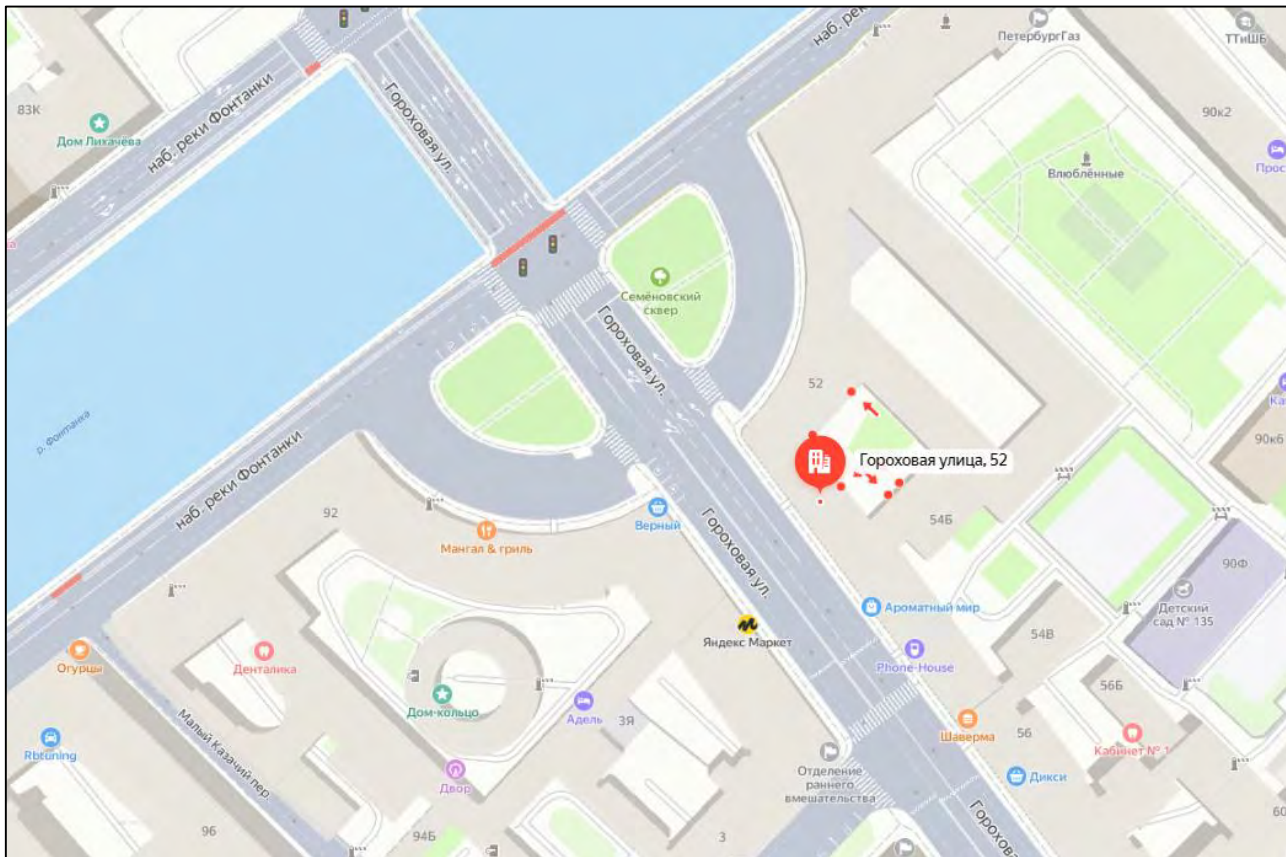 наб. реки
ПетербургГаз
ТТиШБ
83К
Дом Лихачёва
наб. реки Фонтанки
Гороховая ул.
90к2
Прос
Влюблённые
а
Семёновский
сквер
Гороховая ул.
52
Ка
р. Фонтанка
90к6
Гороховая улица, 52
наб. реки Фонтанки
92
Верный
Мангал & гриль
54Б
Гороховая ул.
90Ф
Детский
сад № 135
Ароматный мир
Яндекс Маркет
54В
Огурцы
Денталика
Phone-House
56Б
Дом-кольцо
Адель
3Я
Шаверма
56
Кабинет № 1
Rbtuning
Малый Казачий пер.
Двор
Отделение
раннего
вмешательства
Дикси
Горохова
60
96
94Б
3